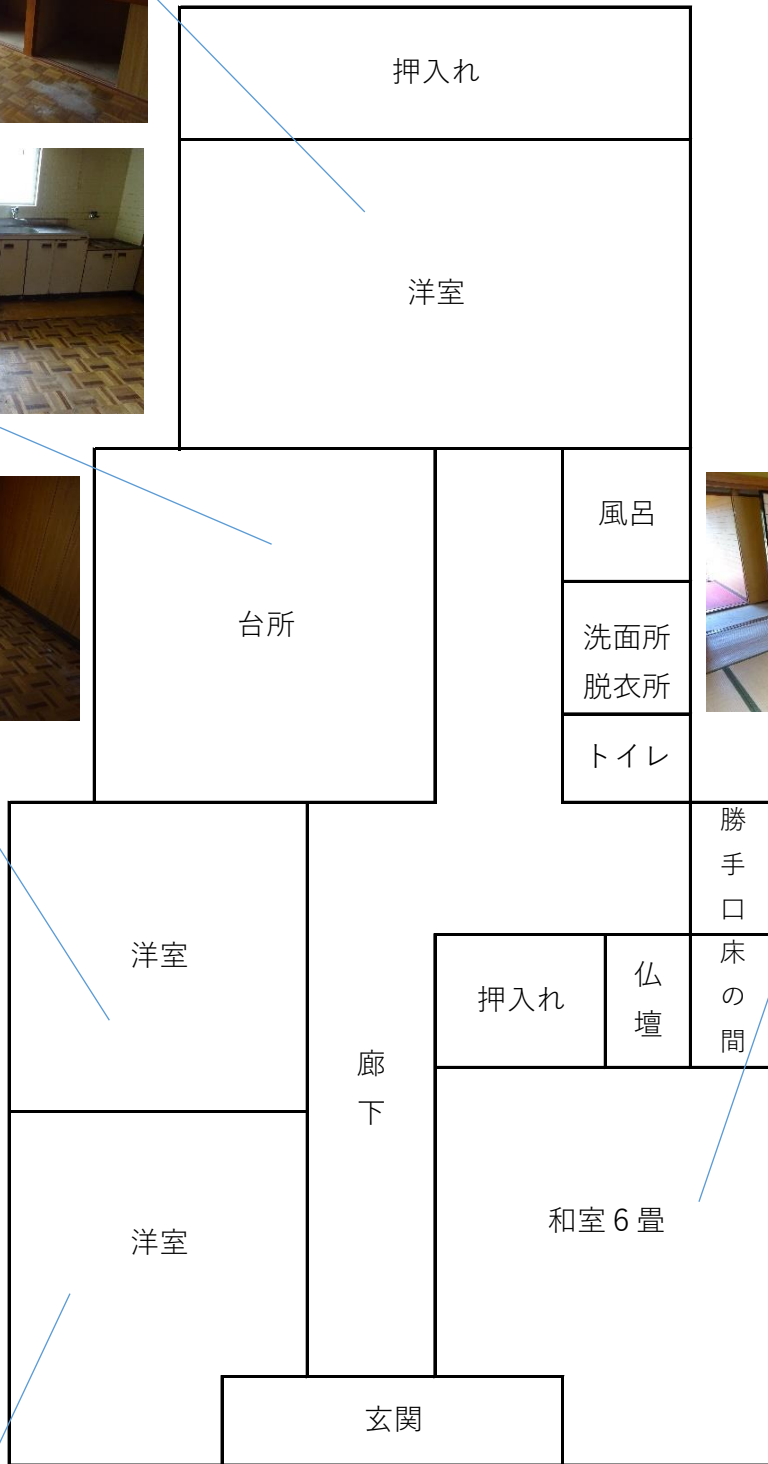 押入れ
洋室
風呂
台所
洗面所
脱衣所
トイレ
勝手口
洋室
押入れ
仏壇
床の間
廊下
和室６畳
洋室
玄関